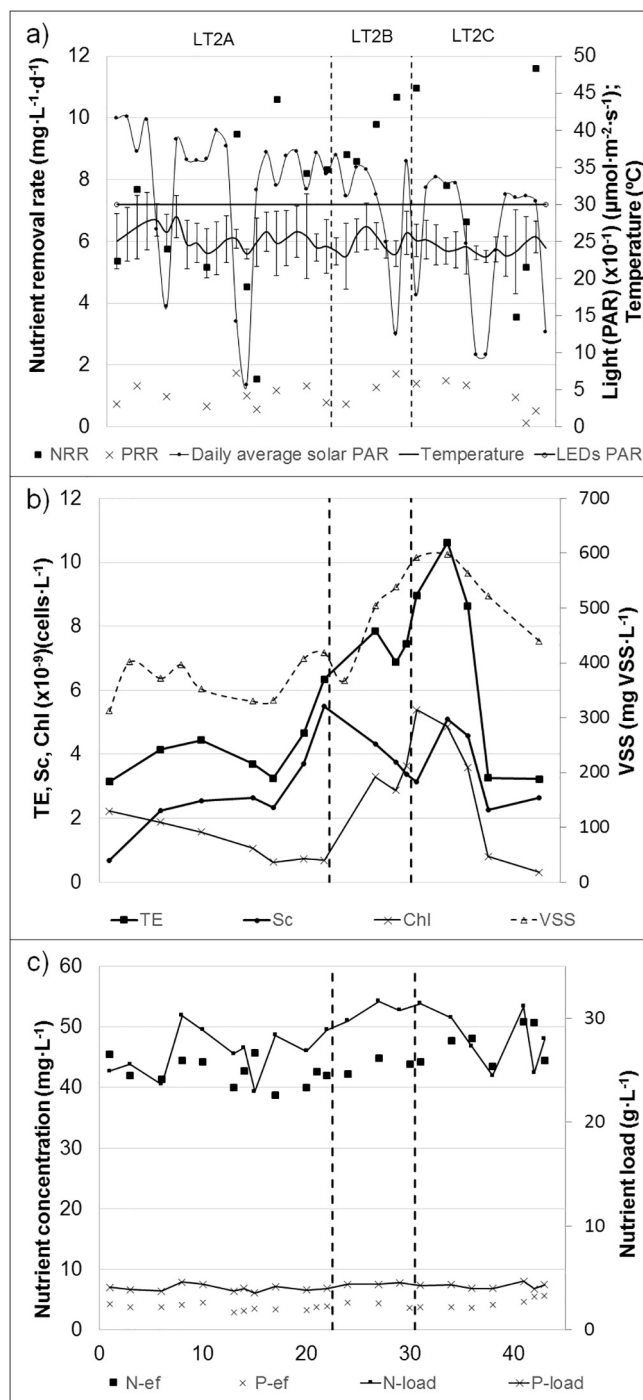 a)
LT2A
LT2B
LT2C
Nutrient removal rate (mg·L-1·d-1)
12
10
8
6
4
2
0
50
45
40
35
30
25
20
15
10
5
0
Light (PAR) (x10-1) (µmol·m-2·s-1);
Temperature (ºC)
NRR PRR Daily average solar PAR Temperature LEDs PAR
b)
TE, Sc, Chl (x10-9)(cells·L-1)
12
10
8
6
4
2
0
700
600
500
400
300
200
100
0
VSS (mg VSS·L-1)
TE Sc Chl VSS
c)
Nutrient concentration (mg·L-1)
60
50
40
30
20
10
0
30
20
10
0
Nutrient load (g·L-1)
0 10 20 30 40
N-ef P-ef N-load P-load